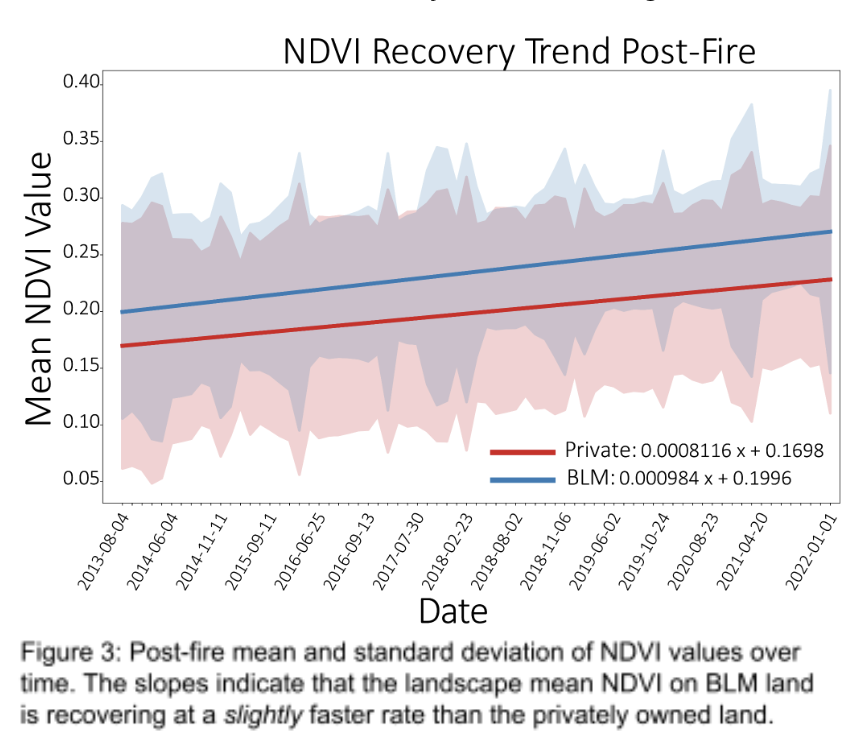 NDVI Recovery Trend Post-Fire
Mean NDVI Value
0.40
0.35
0.30
0.25
0.20
0.15
0.10
0.05
Private: 0.0008116 x + 0.1698
BLM: 0.000984 x + 0.1996
2013-08-04
2014-06-04
2014-11-11
2015-09-11
2016-06-25
2016-09-13
2017-07-30
2018-02-23
2018-08-02
2018-11-06
2019-06-02
2019-10-24
2020-08-23
2021-04-20
2022-01-01
Date
Figure 3: Post-fire mean and standard deviation of NDVI values over
time. The slopes indicate that the landscape mean NDVI on BLM land
is recovering at a slightly faster rate than the privately owned land.